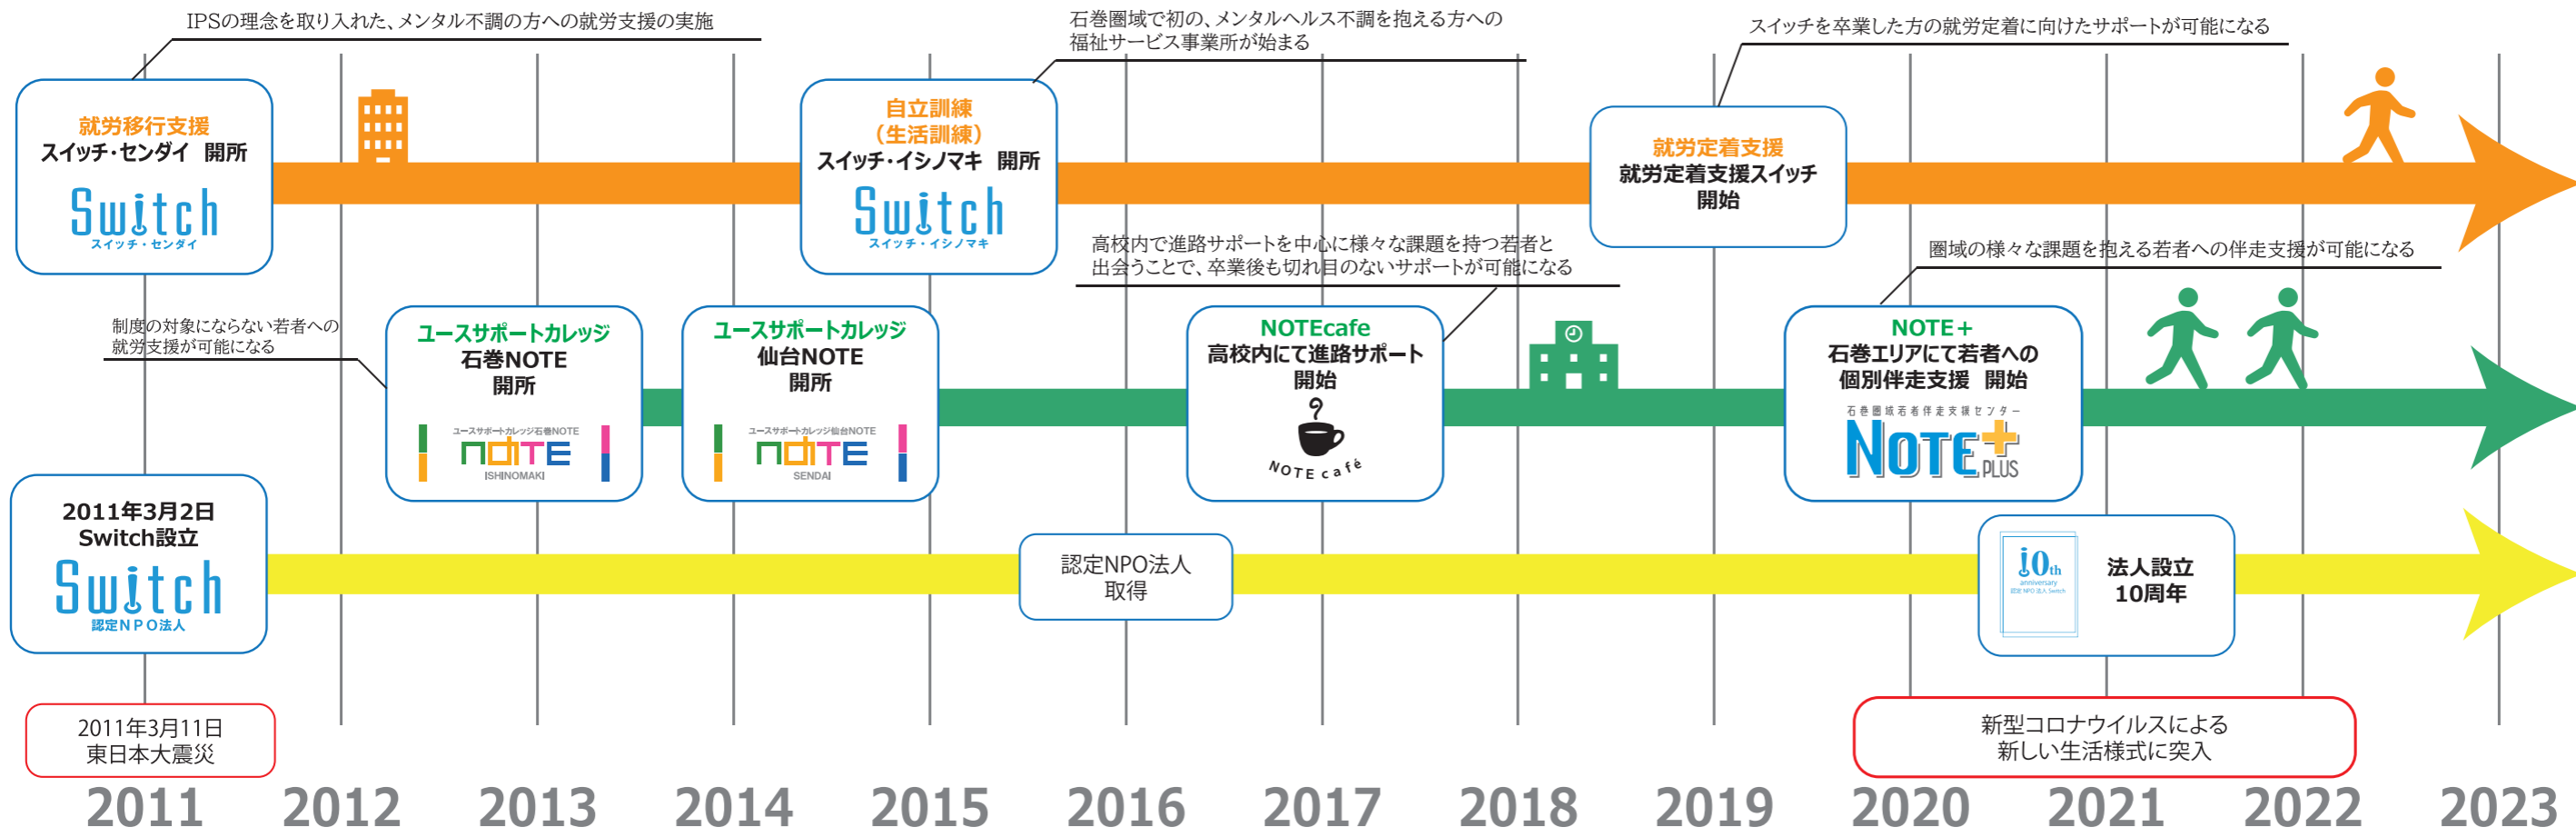 IPSの理念を取り入れた、メンタル不調の方への就労支援の実施
石巻圏域で初の、メンタルヘルス不調を抱える方への
福祉サービス事業所が始まる
スイッチを卒業した方の就労定着に向けたサポートが可能になる
就労移行支援
スイッチ・センダイ 開所
Switch
スイッチ・センダイ
自立訓練
（生活訓練）
スイッチ・イシノマキ 開所
Switch
スイッチ・イシノマキ
就労定着支援
就労定着支援スイッチ
開始
制度の対象にならない若者への
就労支援が可能になる
高校内で進路サポートを中心に様々な課題を持つ若者と
出会うことで、卒業後も切れ目のないサポートが可能になる
圏域の様々な課題を抱える若者への伴走支援が可能になる
ユースサポートカレッジ
石巻NOTE
開所
ユースサポートカレッジ石巻NOTE
NOTE
ISHINOMAKI
ユースサポートカレッジ
仙台NOTE
開所
ユースサポートカレッジ仙台NOTE
NOTE
SENDAI
NOTEcafe
高校内にて進路サポート
開始
NOTE café
NOTE＋
石巻エリアにて若者への
個別伴走支援 開始
石巻圏域若者伴走支援センター
NOTE+
PLUS
2011年3月2日
Switch設立
Switch
認定NPO法人
認定NPO法人
取得
10th
anniversary
認定 NPO 法人 Switch
法人設立
10周年
2011年3月11日
東日本大震災
新型コロナウイルスによる
新しい生活様式に突入
2011 2012 2013 2014 2015 2016 2017 2018 2019 2020 2021 2022 2023